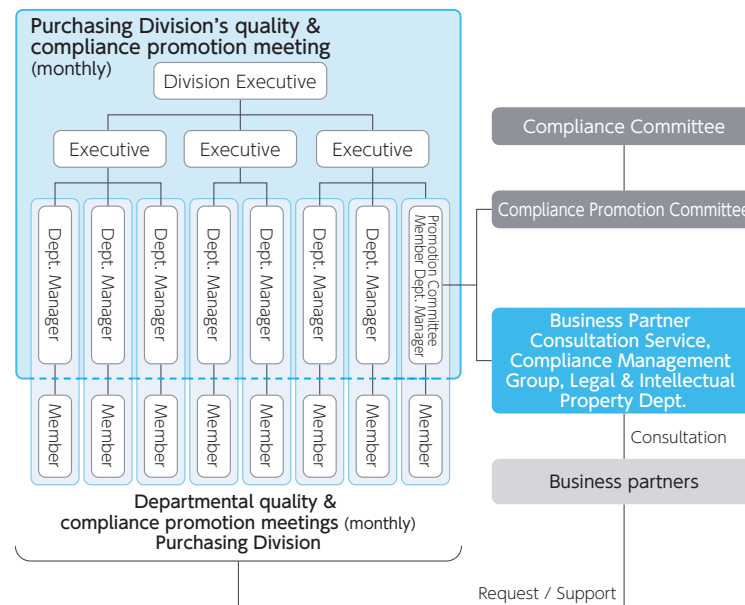 Purchasing Division's quality &
compliance promotion meeting
(monthly)
Division Executive
Executive
Executive
Executive
Dept. Manager
Dept. Manager
Dept. Manager
Dept. Manager
Dept. Manager
Dept. Manager
Dept. Manager
Promotion Committee
Member Dept. Manager
Member
Member
Member
Member
Member
Member
Member
Member
Departmental quality &
compliance promotion meetings (monthly)
Purchasing Division
Compliance Committee
Compliance Promotion Committee
Business Partner
Consultation Service,
Compliance Management
Group, Legal & Intellectual
Property Dept.
Consultation
Business partners
Request / Support